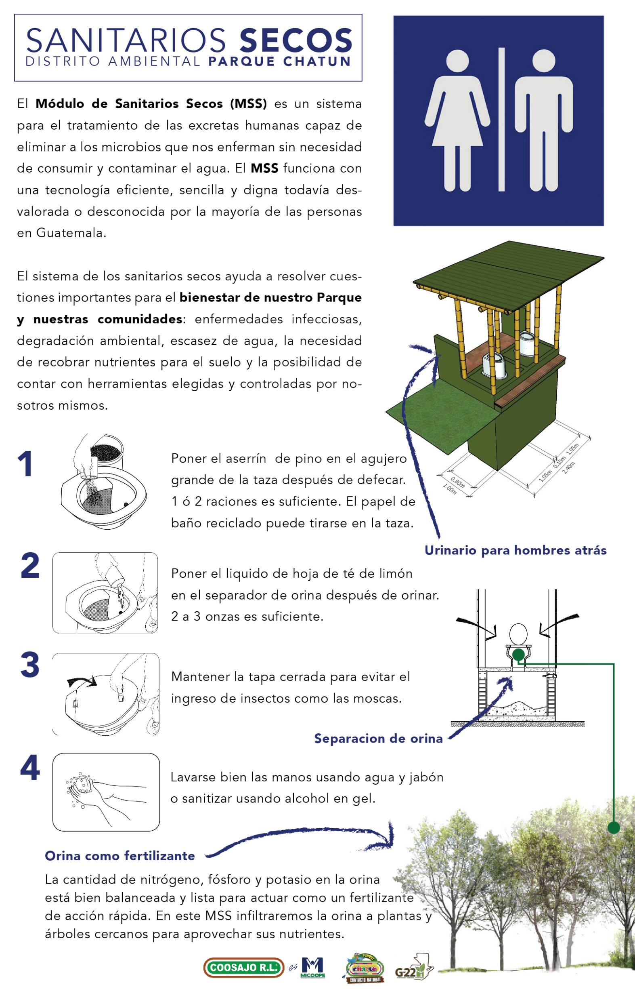 SANITARIOS SECOS
DISTRITO AMBIENTAL PARQUE CHATUN
El Módulo de Sanitarios Secos (MSS) es un sistema
para el tratamiento de las excretas humanas capaz de
eliminar a los microbios que nos enferman sin necesidad
de consumir y contaminar el agua. El MSS funciona con
una tecnología eficiente, sencilla y digna todavía des-
valorada o desconocida por la mayoría de las personas
en Guatemala.
El sistema de los sanitarios secos ayuda a resolver cues-
tiones importantes para el bienestar de nuestro Parque
y nuestras comunidades: enfermedades infecciosas,
degradación ambiental, escasez de agua, la necesidad
de recobrar nutrientes para el suelo y la posibilidad de
contar con herramientas elegidas y controladas por no-
sotros mismos.
0.80m
1.00m
1.05m 0.10m 1.05m
2.40m
Urinario para hombres atrás
1
Poner el aserrín de pino en el agujero
grande de la taza después de defecar.
1 ó 2 raciones es suficiente. El papel de
baño reciclado puede tirarse en la taza.
2
Poner el liquido de hoja de té de limón
en el separador de orina después de orinar.
2 a 3 onzas es suficiente.
3
Mantener la tapa cerrada para evitar el
ingreso de insectos como las moscas.
Separacion de orina
4
Lavarse bien las manos usando agua y jabón
o sanitizar usando alcohol en gel.
Orina como fertilizante
La cantidad de nitrógeno, fósforo y potasio en la orina
está bien balanceada y lista para actuar como un fertilizante
de acción rápida. En este MSS infiltraremos la orina a plantas y
árboles cercanos para aprovechar sus nutrientes.
COOSAJO R.L.
es
MICOOPE
PARQUE
chatun
CONTACTO NATURAL
G-22